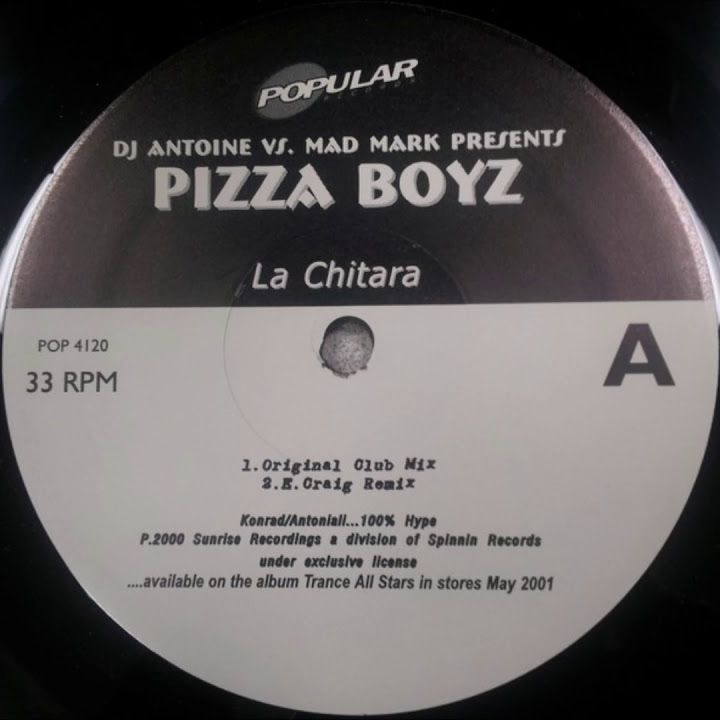 POPULAR
RECORDS
DJ ANTOINE VS. MAD MARK PRESENTS
PIZZA BOYZ
La Chitara
POP 4120
33 RPM
A
1.Original Club Mix
2.E.Craig Remix
Konrad/Antoniali...100% Hype
P.2000 Sunrise Recordings a division of Spinnin Records
under exclusive license
....available on the album Trance All Stars in stores May 2001